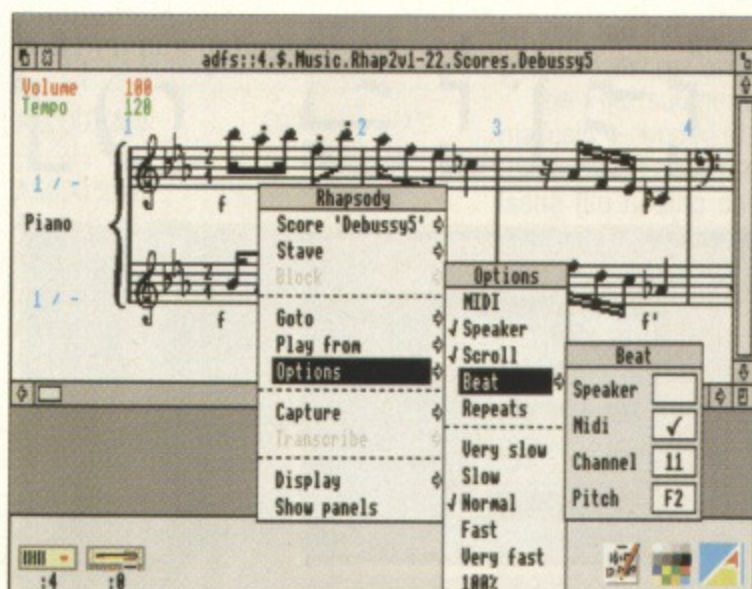 adfs::4.$.Music.Rhap2v1-22.Scores.Debussy5
Volume 100
Tempo 120
1 2 3 4
1 / -
Piano
1 / -
f
f
f
Rhapsody
Score 'Debussy5'
Stave
Block
Goto
Play from
Options
Capture
Transcribe
Display
Show panels
Options
MIDI
√ Speaker
√ Scroll
Beat
Repeats
Very slow
Slow
√ Normal
Fast
Very fast
100%
Beat
Speaker
Midi √
Channel 11
Pitch F2
:4 :0